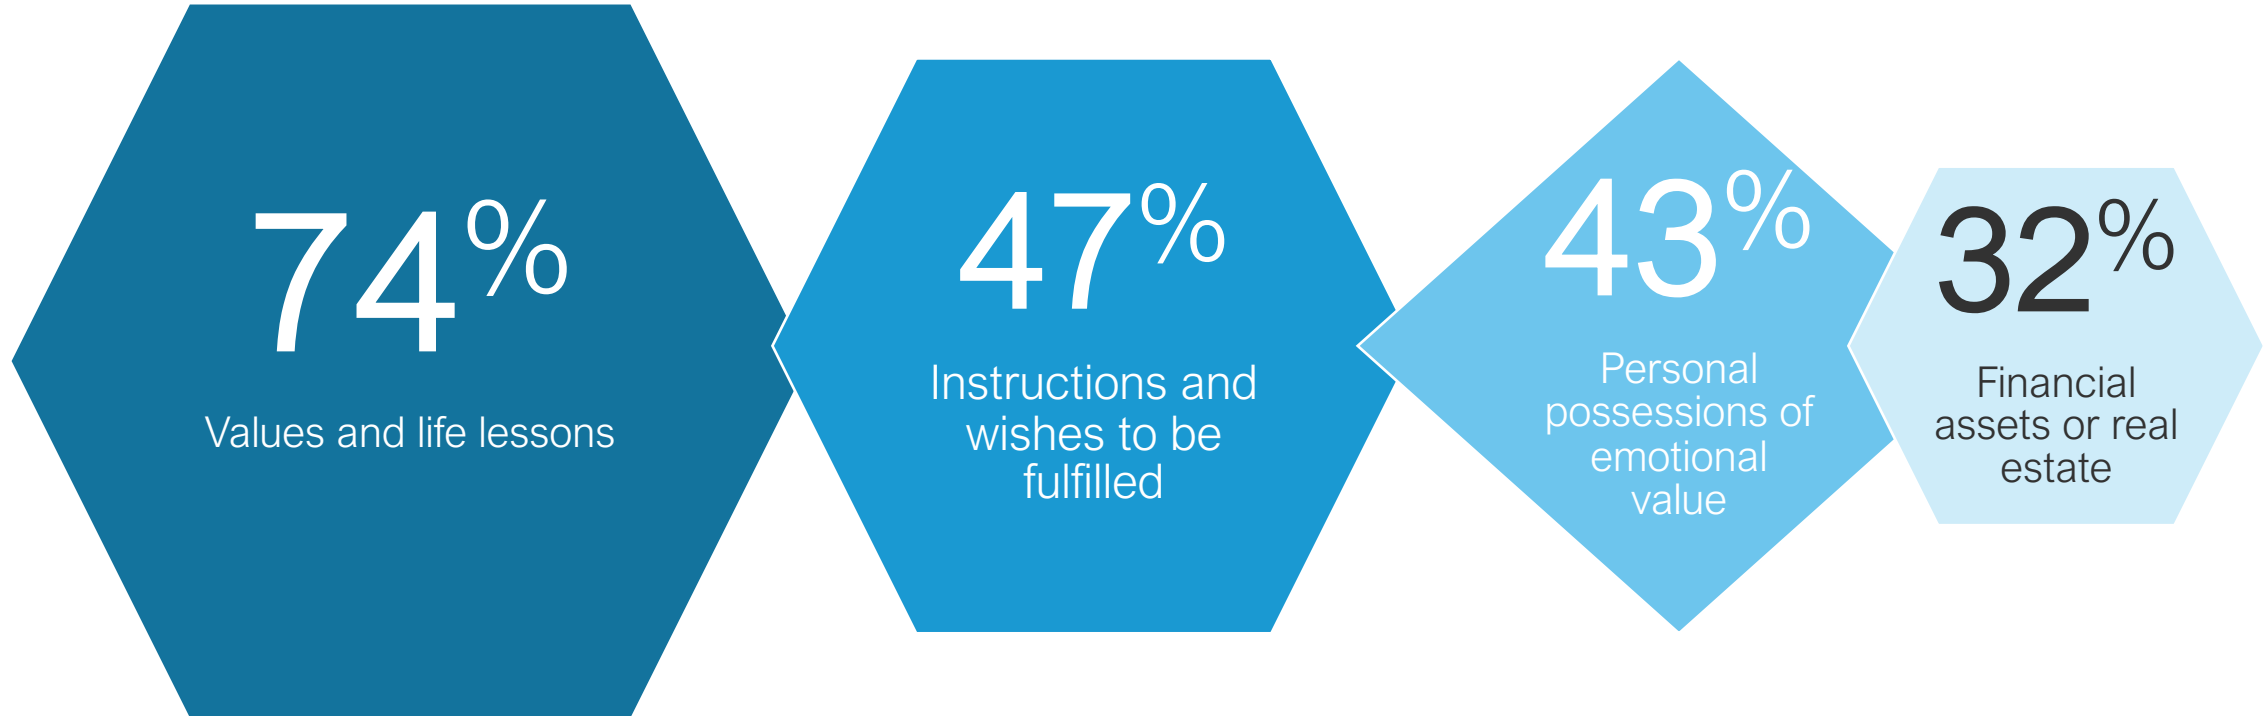 74%
Values and life lessons
47%
Instructions and
wishes to be
fulfilled
43%
Personal
possessions of
emotional
value
32%
Financial
assets or real
estate